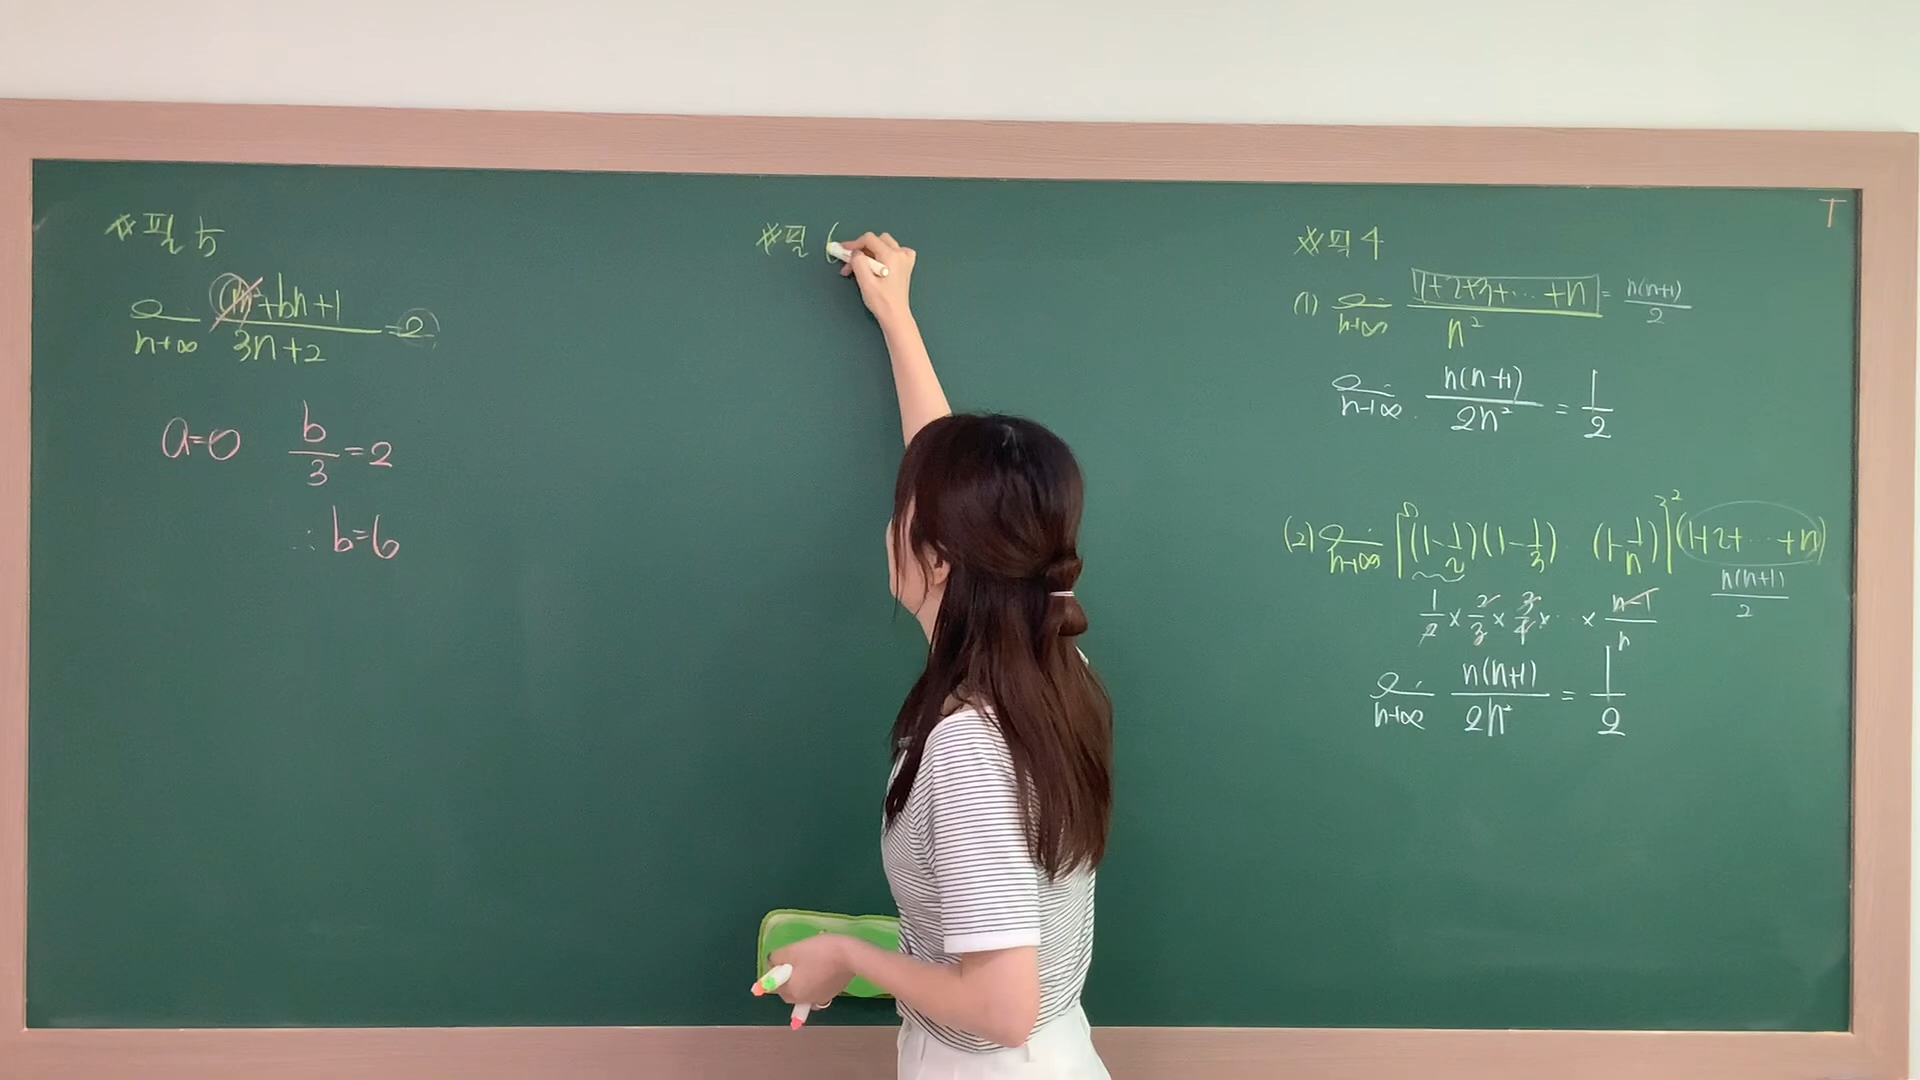 #필 5
lim n→∞ (an²+bn+1)/(3n+2) = 2
a=0 b/3=2
∴ b=6
#필 6
#필 4
(1) lim n→∞ (1+2+3+…+n)/n² = n(n+1)/2
lim n→∞ n(n+1)/2n² = 1/2
(2) lim n→∞ [(1-1/2)(1-1/3) … (1-1/n)]² (1+2+…+n)
n(n+1)/2
1/2 × 2/3 × 3/4 × … × (n-1)/n
lim n→∞ n(n+1)/2n² = 1/2
T